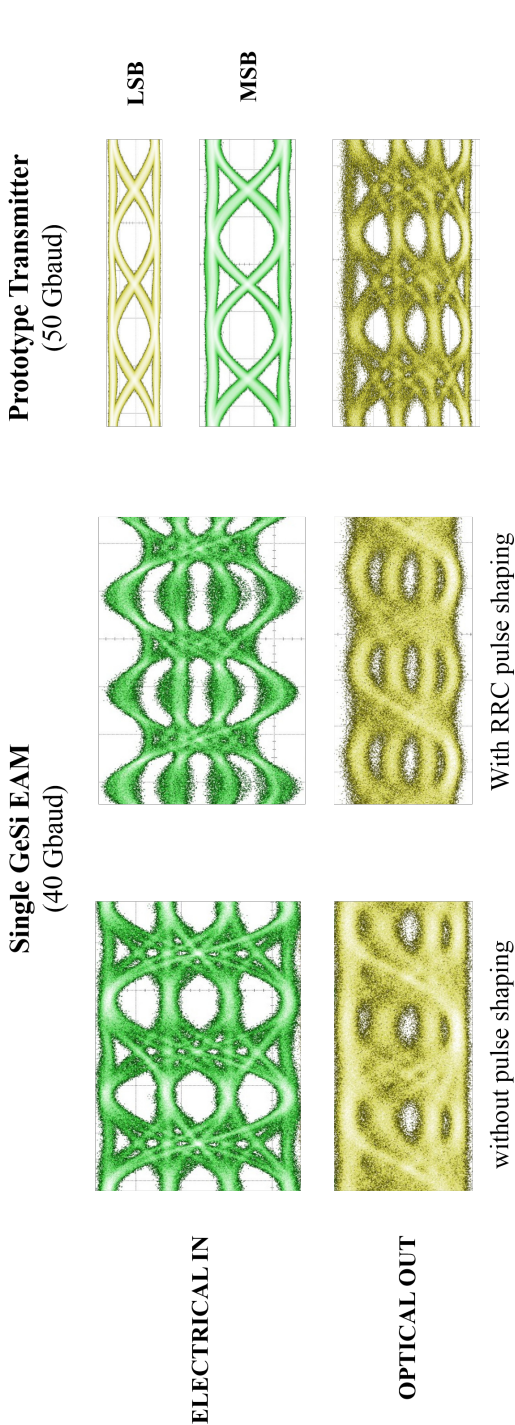 Single GeSi EAM
(40 Gbaud)
Prototype Transmitter
(50 Gbaud)
ELECTRICAL IN
LSB
MSB
OPTICAL OUT
without pulse shaping
With RRC pulse shaping